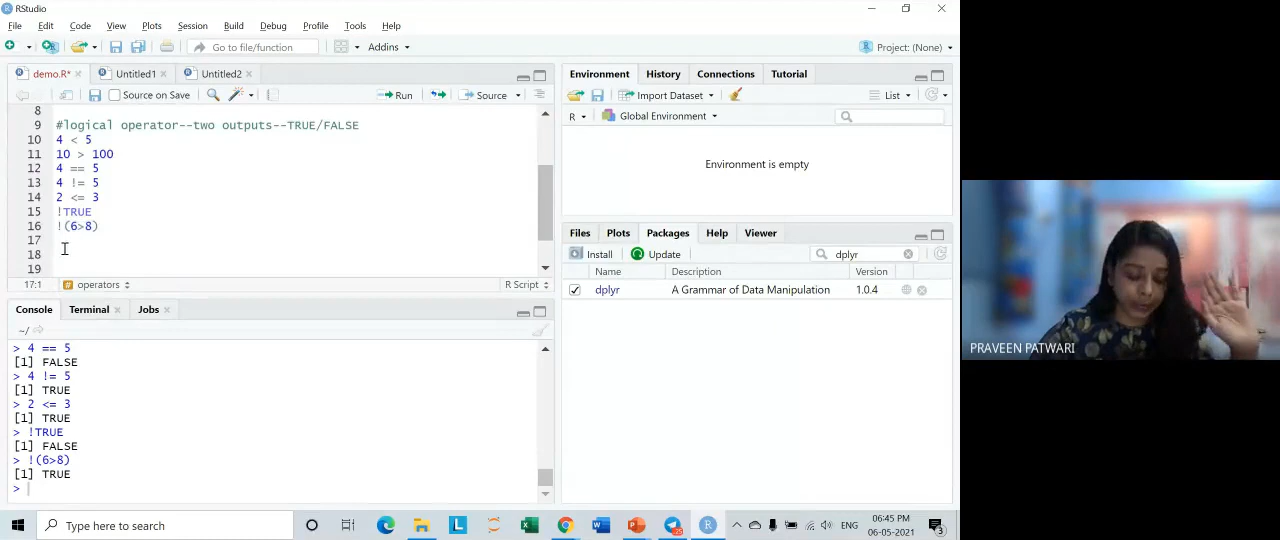 RStudio
File Edit Code View Plots Session Build Debug Profile Tools Help
Go to file/function Addins Project: (None)
demo.R* Untitled1 Untitled2
Source on Save Run Source
8
9 #logical operator--two outputs--TRUE/FALSE
10 4 < 5
11 10 > 100
12 4 == 5
13 4 != 5
14 2 <= 3
15 !TRUE
16 !(6>8)
17
18
19
17:1 # operators R Script
Console Terminal Jobs
~/
> 4 == 5
[1] FALSE
> 4 != 5
[1] TRUE
> 2 <= 3
[1] TRUE
> !TRUE
[1] FALSE
> !(6>8)
[1] TRUE
>
Environment History Connections Tutorial
Import Dataset List
R Global Environment
Environment is empty
Files Plots Packages Help Viewer
Install Update dplyr
Name Description Version
dplyr A Grammar of Data Manipulation 1.0.4
PRAVEEN PATWARI
Type here to search
ENG
06:45 PM
06-05-2021
3